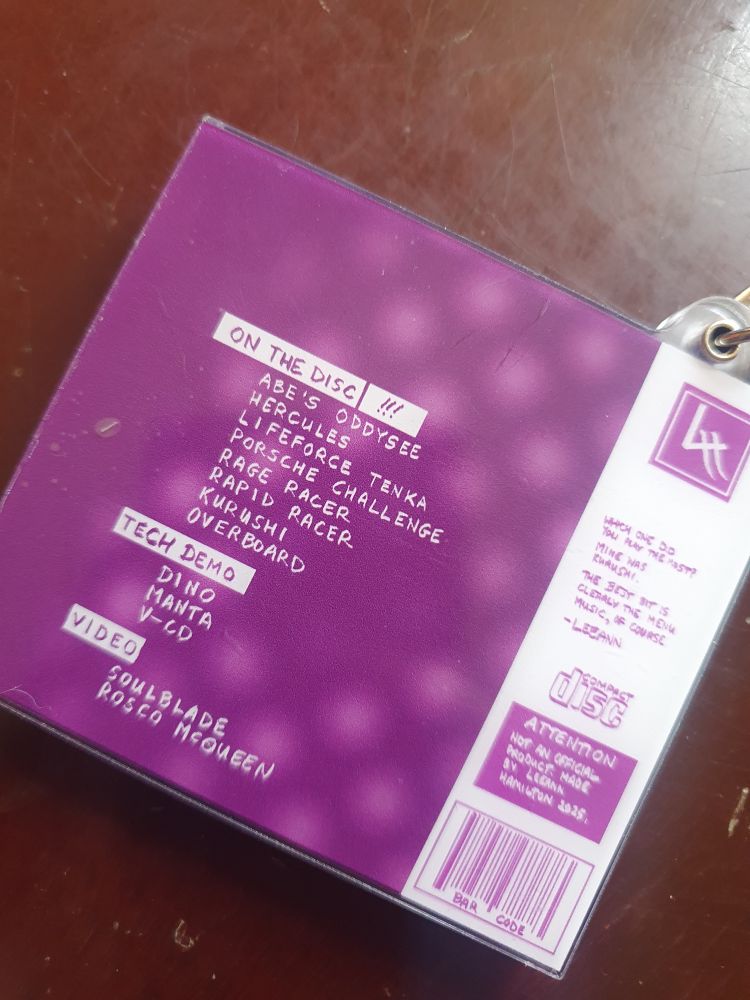 ON THE DISC !!!
ABE'S ODDYSEE
HERCULES
LIFEFORCE TENKA
PORSCHE CHALLENGE
RAGE RACER
RAPID RACER
KURUSHI
OVERBOARD
TECH DEMO
DINO
MANTA
V-CD
VIDEO
SOULBLADE
ROSCO McQUEEN
WHICH ONE DID
YOU PLAY THE MOST?
MINE WAS
KURUSHI.
THE BEST BIT IS
CLEARLY THE MENU
MUSIC, OF COURSE
-LEEANN
COMPACT
disc
ATTENTION
NOT AN OFFICIAL
PRODUCT. MADE
BY LEEANN
HAMILTON 2025.
BAR CODE